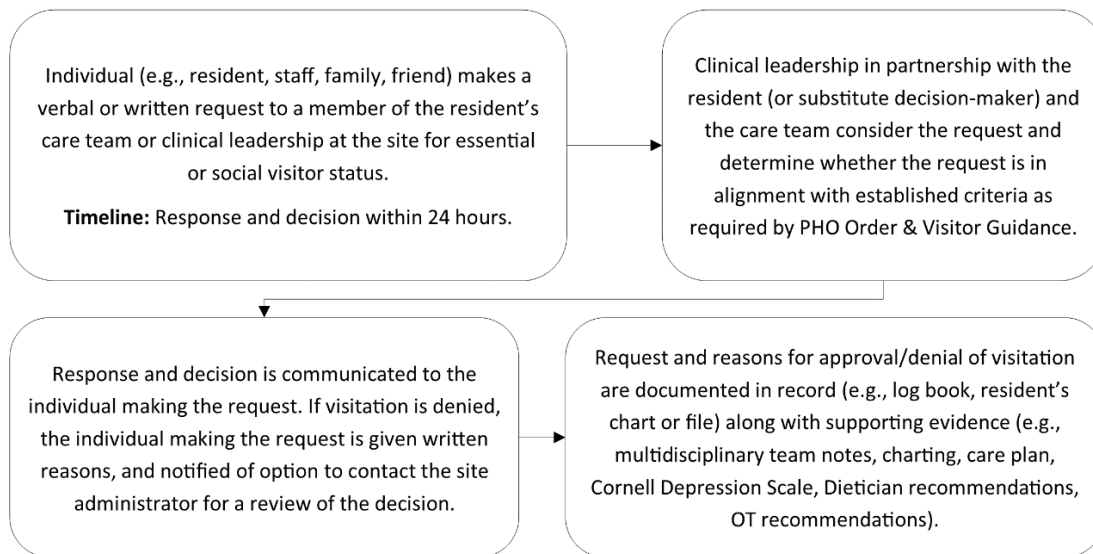 Individual (e.g., resident, staff, family, friend) makes a
verbal or written request to a member of the resident's
care team or clinical leadership at the site for essential
or social visitor status.
Timeline: Response and decision within 24 hours.
Clinical leadership in partnership with the
resident (or substitute decision-maker) and
the care team consider the request and
determine whether the request is in
alignment with established criteria as
required by PHO Order & Visitor Guidance.
Response and decision is communicated to the
individual making the request. If visitation is denied,
the individual making the request is given written
reasons, and notified of option to contact the site
administrator for a review of the decision.
Request and reasons for approval/denial of visitation
are documented in record (e.g., log book, resident's
chart or file) along with supporting evidence (e.g.,
multidisciplinary team notes, charting, care plan,
Cornell Depression Scale, Dietician recommendations,
OT recommendations).